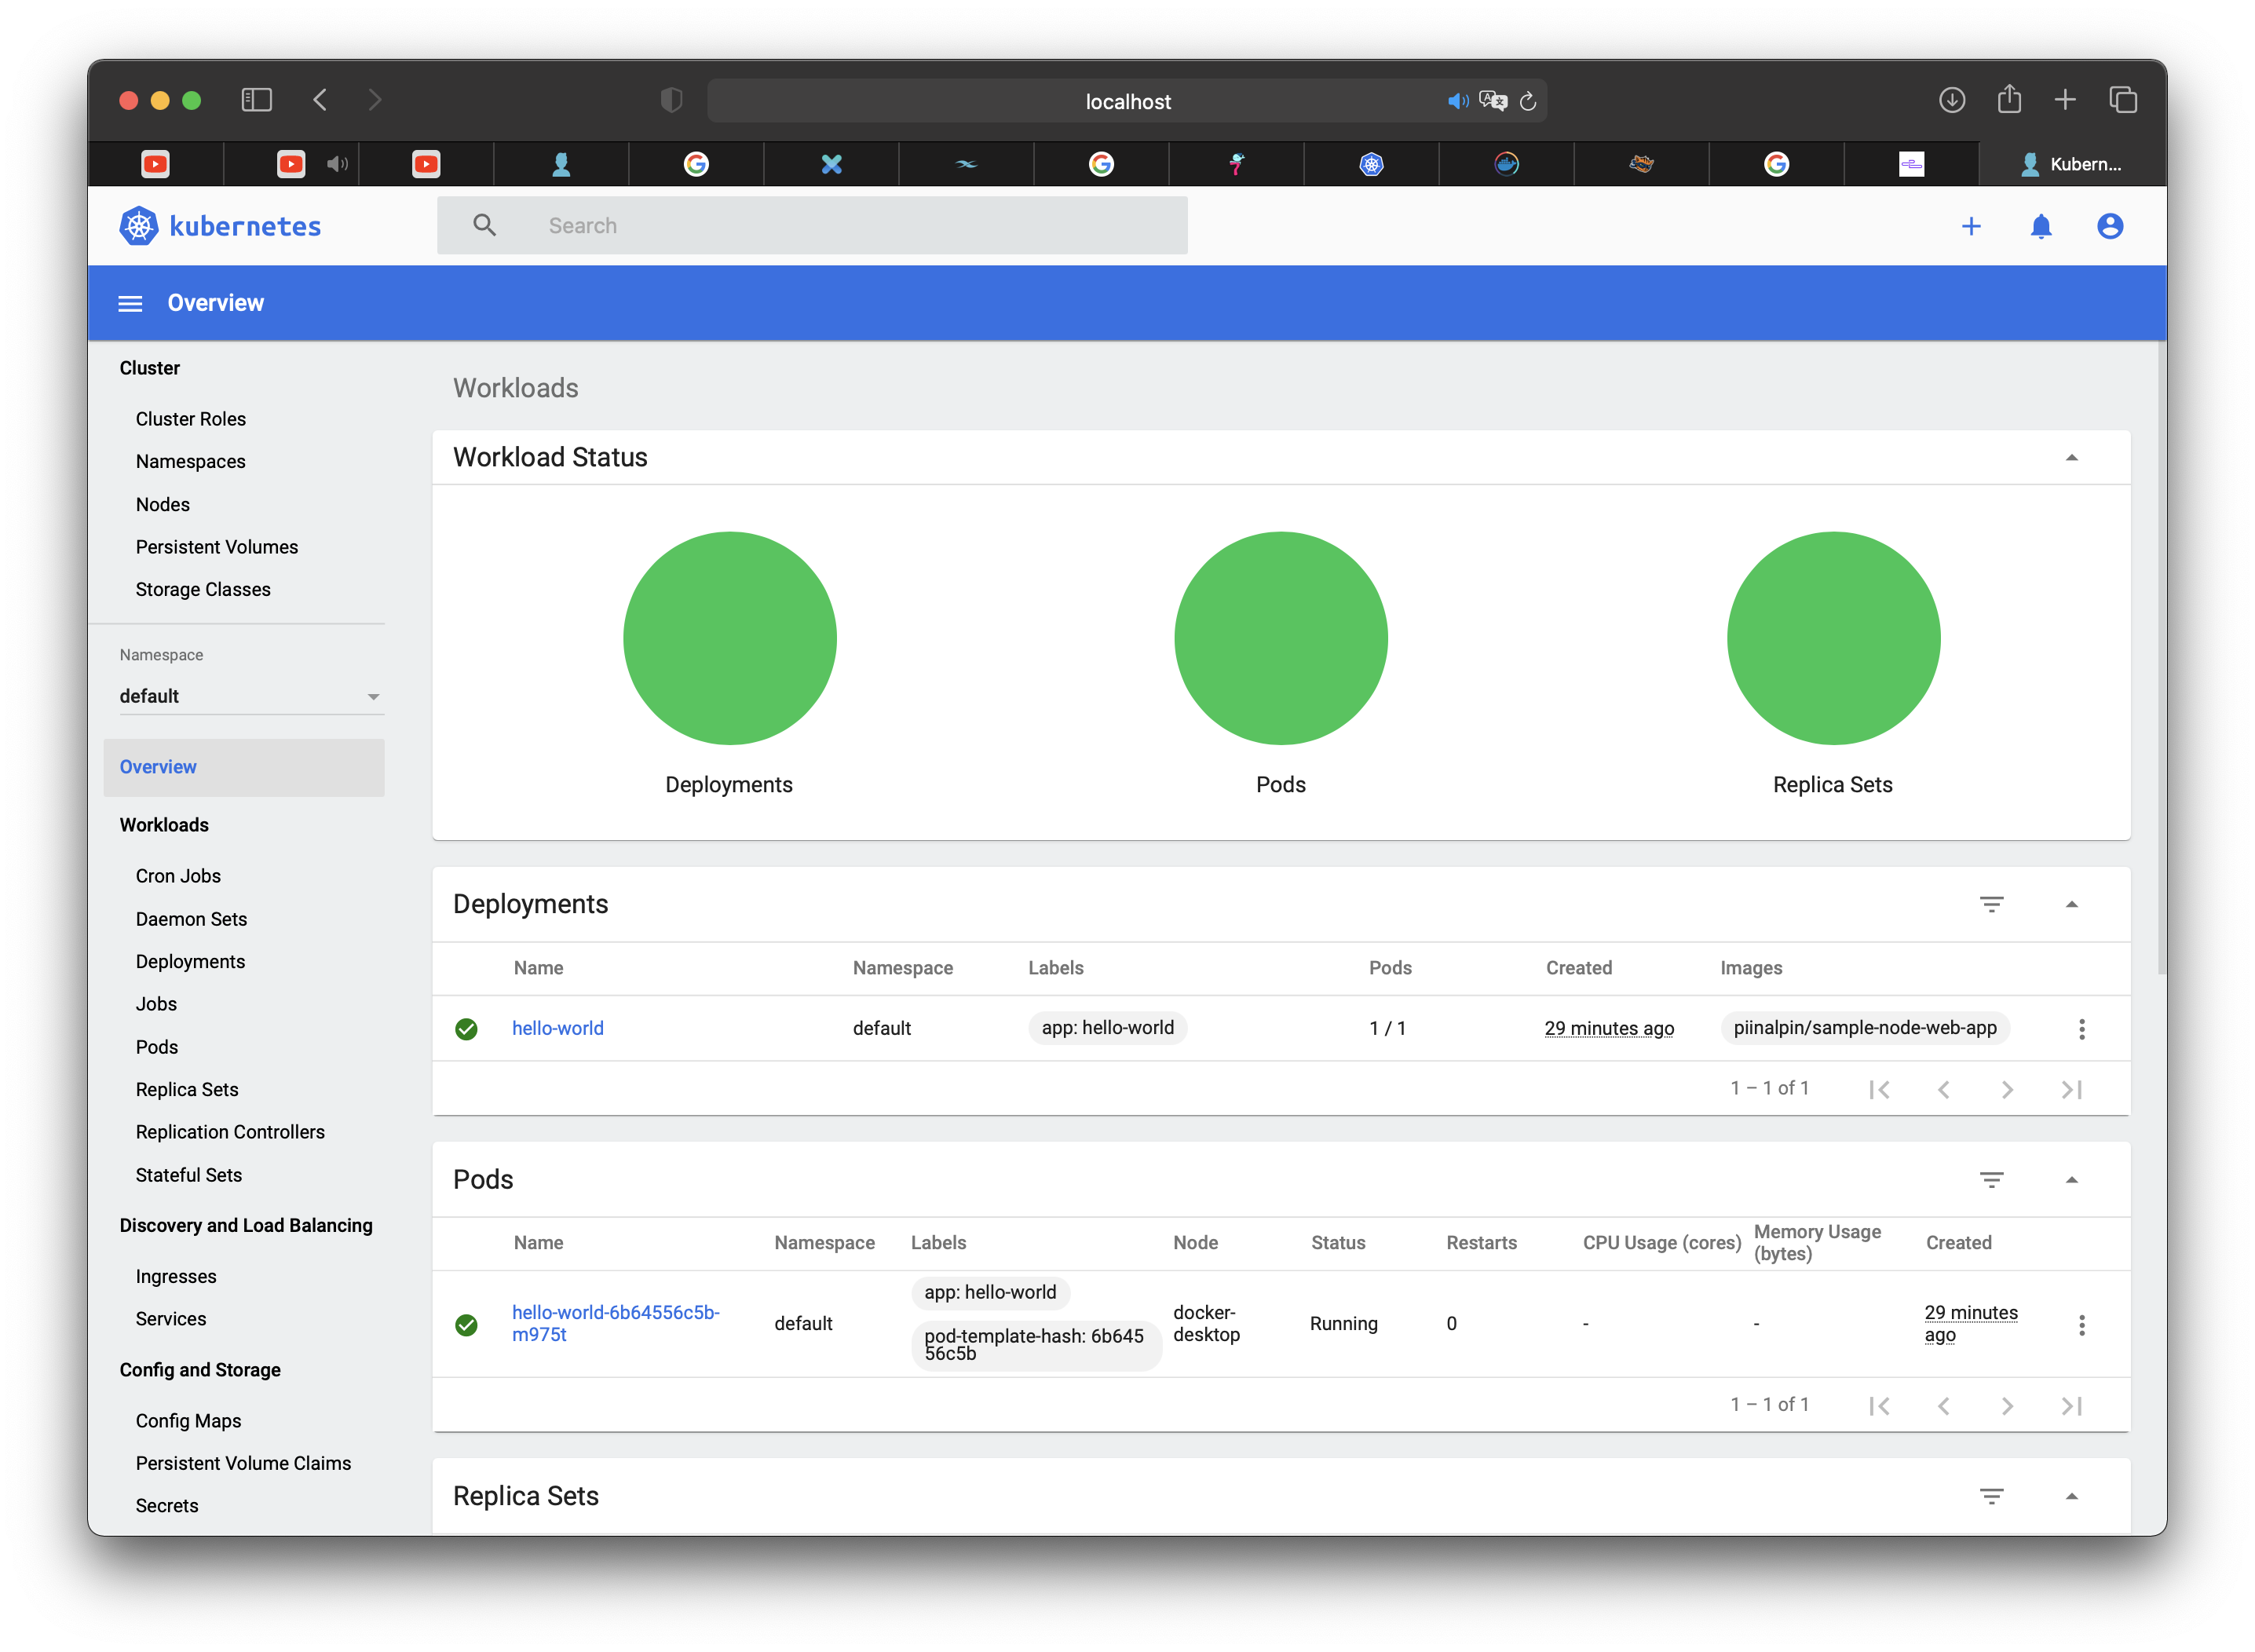 localhost
Kubern...
kubernetes
Search
Overview
Cluster
Cluster Roles
Namespaces
Nodes
Persistent Volumes
Storage Classes
Namespace
default
Overview
Workloads
Cron Jobs
Daemon Sets
Deployments
Jobs
Pods
Replica Sets
Replication Controllers
Stateful Sets
Discovery and Load Balancing
Ingresses
Services
Config and Storage
Config Maps
Persistent Volume Claims
Secrets
Workloads
Workload Status
Deployments Pods Replica Sets
Deployments
Name Namespace Labels Pods Created Images
hello-world default app: hello-world 1 / 1 29 minutes ago piinalpin/sample-node-web-app
1 – 1 of 1
Pods
Name Namespace Labels Node Status Restarts CPU Usage (cores) Memory Usage
(bytes) Created
app: hello-world
hello-world-6b64556c5b-
m975t default pod-template-hash: 6b645
56c5b docker-
desktop Running 0 - - 29 minutes
ago
1 – 1 of 1
Replica Sets